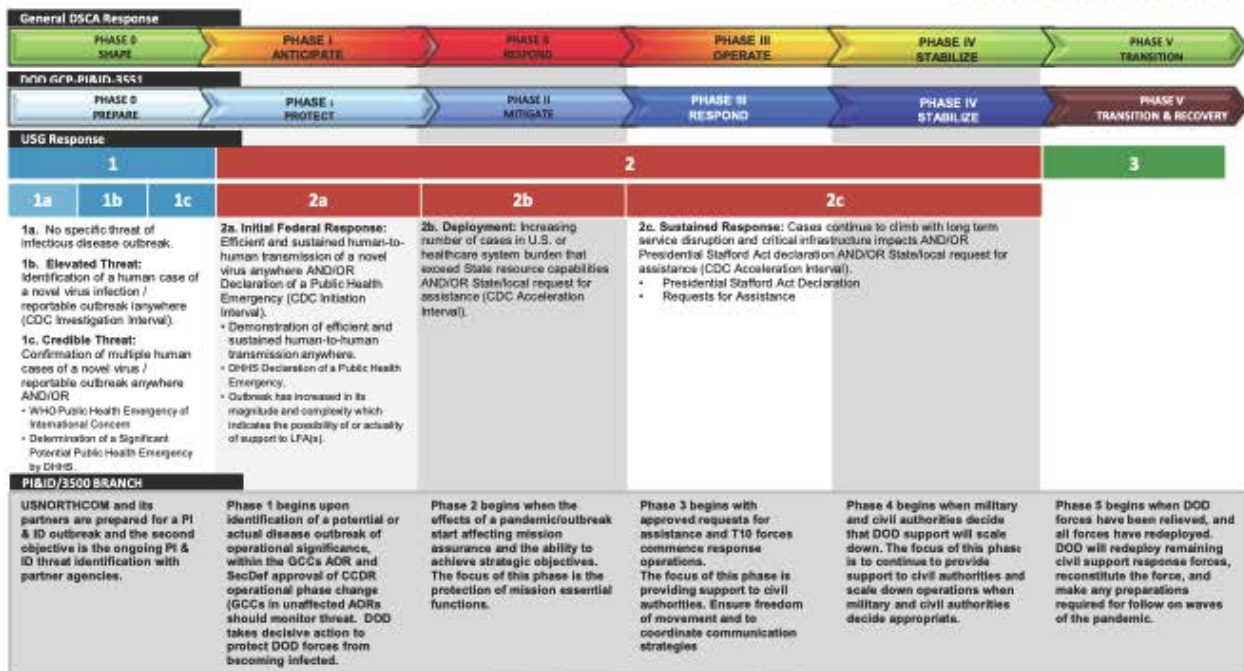 General DSCA Response
PHASE 0
SHAPE
PHASE I
ANTICIPATE
PHASE II
RESPOND
PHASE III
OPERATE
PHASE IV
STABILIZE
PHASE V
TRANSITION
DOD GCP-PI&ID-3551
PHASE 0
PREPARE
PHASE I
PROTECT
PHASE II
MITIGATE
PHASE III
RESPOND
PHASE IV
STABILIZE
PHASE V
TRANSITION & RECOVERY
USG Response
1
2
3
1a
1b
1c
2a
2b
2c
1a. No specific threat of
infectious disease outbreak.
1b. Elevated Threat:
Identification of a human case of
a novel virus infection /
reportable outbreak ianywhere
(CDC Investigation Interval).
1c. Credible Threat:
Confirmation of multiple human
cases of a novel virus /
reportable outbreak anywhere
AND/OR
• WHO Public Health Emergency of
International Concern
• Determination of a Significant
Potential Public Health Emergency
by DHHS.
2a. Initial Federal Response:
Efficient and sustained human-to-
human transmission of a novel
virus anywhere AND/OR
Declaration of a Public Health
Emergency (CDC Initiation
Interval).
• Demonstration of efficient and
sustained human-to-human
transmission anywhere.
• DHHS Declaration of a Public Health
Emergency.
• Outbreak has increased in its
magnitude and complexity which
indicates the possibility of or actuality
of support to LFA(s).
2b. Deployment: Increasing
number of cases in U.S. or
healthcare system burden that
exceed State resource capabilities
AND/OR State/local request for
assistance (CDC Acceleration
Interval).
2c. Sustained Response: Cases continue to climb with long term
service disruption and critical infrastructure impacts AND/OR
Presidential Stafford Act declaration AND/OR State/local request for
assistance (CDC Acceleration Interval).
• Presidential Stafford Act Declaration
• Requests for Assistance
PI&ID/3500 BRANCH
USNORTHCOM and its
partners are prepared for a PI
& ID outbreak and the second
objective is the ongoing PI &
ID threat identification with
partner agencies.
Phase 1 begins upon
identification of a potential or
actual disease outbreak of
operational significance,
within the GCCs AOR and
SecDef approval of CCDR
operational phase change
(GCCs in unaffected AORs
should monitor threat. DOD
takes decisive action to
protect DOD forces from
becoming infected.
Phase 2 begins when the
effects of a pandemic/outbreak
start affecting mission
assurance and the ability to
achieve strategic objectives.
The focus of this phase is the
protection of mission essential
functions.
Phase 3 begins with
approved requests for
assistance and T10 forces
commence response
operations.
The focus of this phase is
providing support to civil
authorities. Ensure freedom
of movement and to
coordinate communication
strategies
Phase 4 begins when military
and civil authorities decide
that DOD support will scale
down. The focus of this phase
is to continue to provide
support to civil authorities and
scale down operations when
military and civil authorities
decide appropriate.
Phase 5 begins when DOD
forces have been relieved, and
all forces have redeployed.
DOD will redeploy remaining
civil support response forces,
reconstitute the force, and
make any preparations
required for follow on waves
of the pandemic.